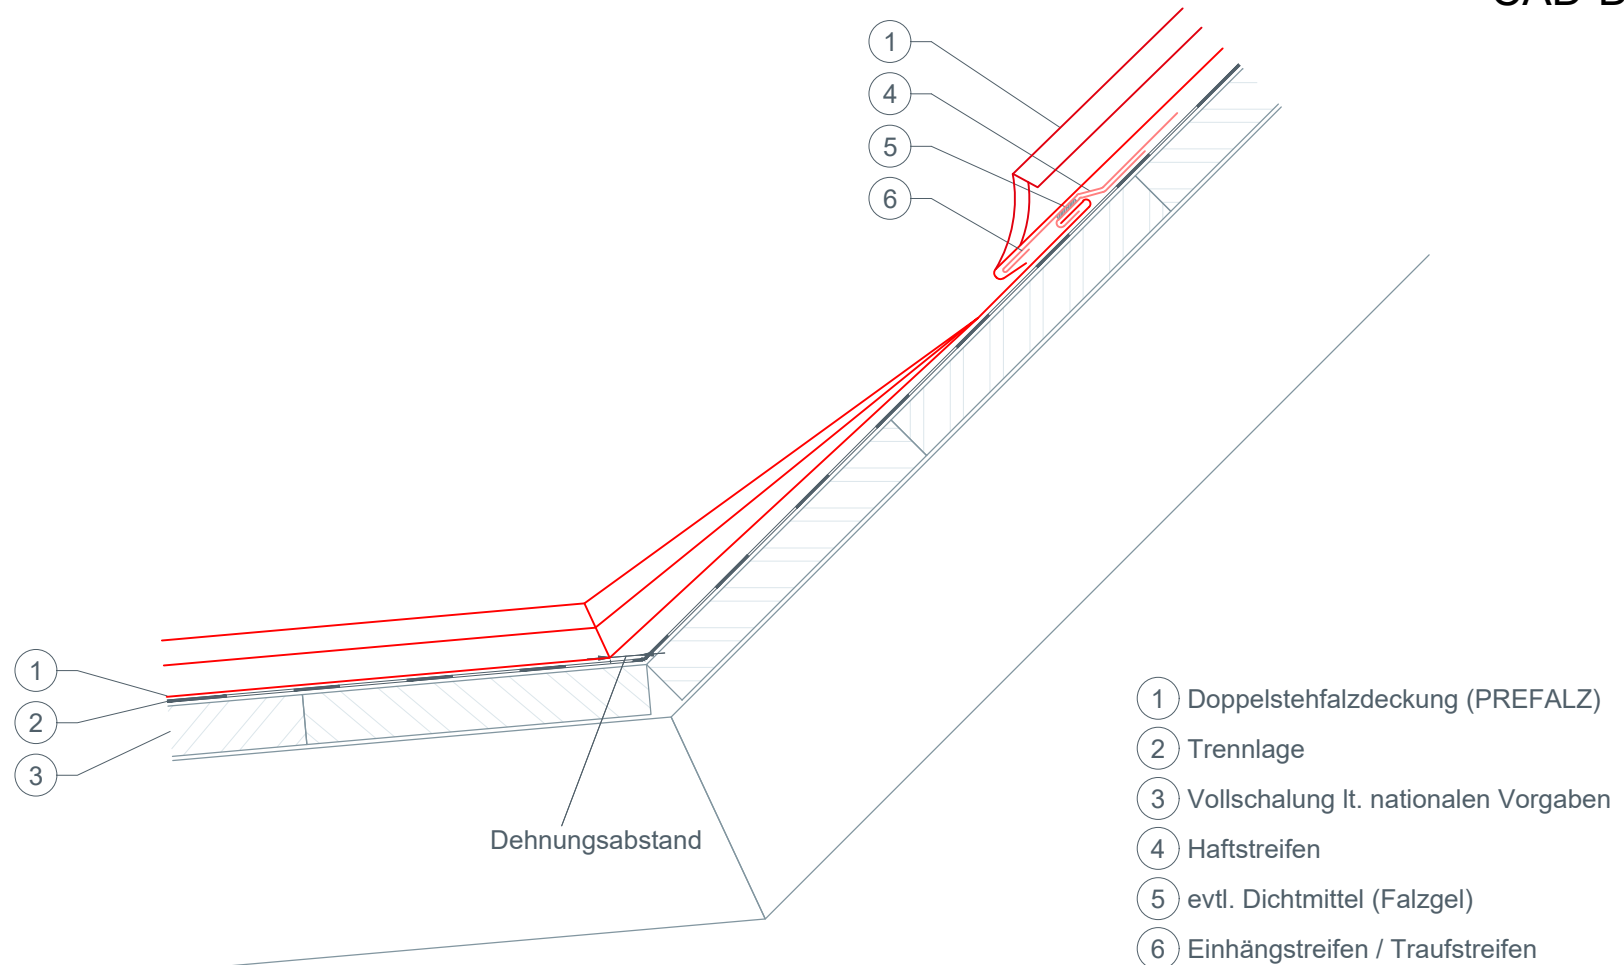 1
4
5
6
1
2
3
Dehnungsabstand
1 Doppelstehfalzdeckung (PREFALZ)
2 Trennlage
3 Vollschalung lt. nationalen Vorgaben
4 Haftstreifen
5 evtl. Dichtmittel (Falzgel)
6 Einhängstreifen / Traufstreifen